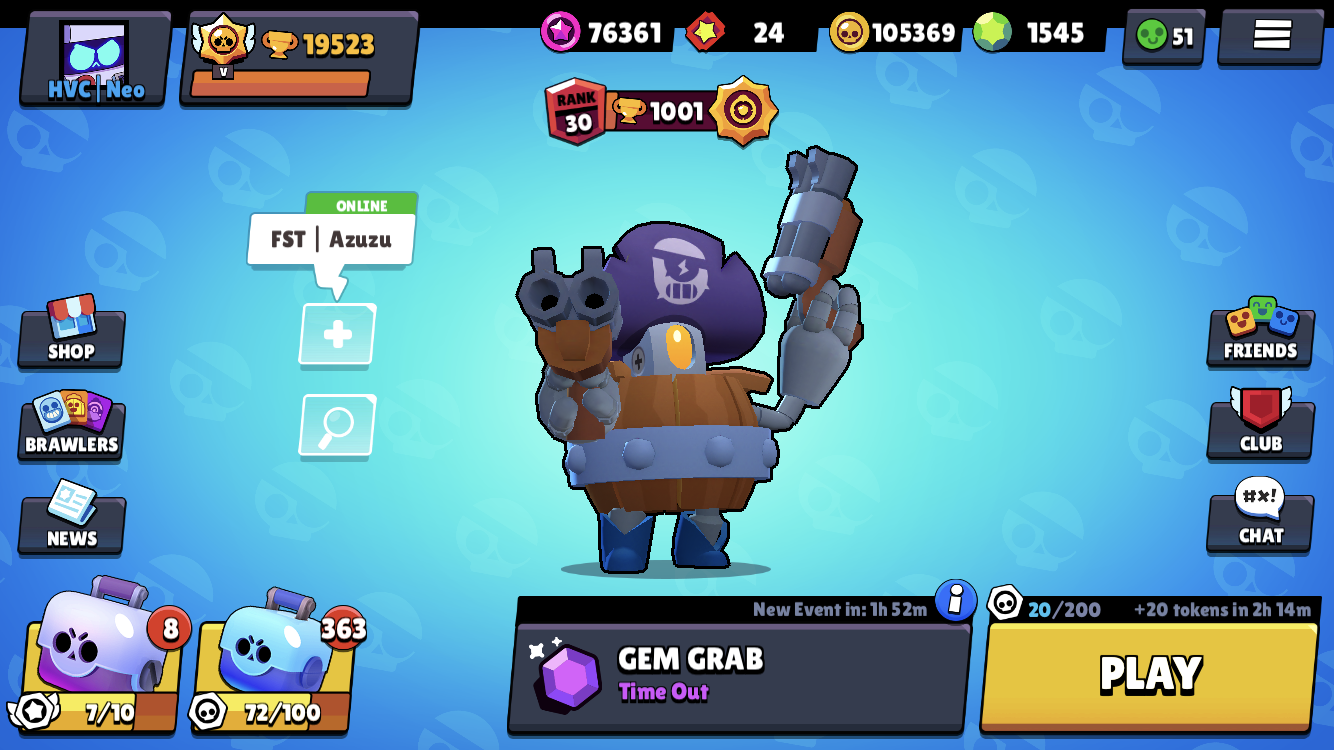 HVC|Neo
V
19523
76361
24
105369
1545
51
RANK
30
1001
ONLINE
FST | Azuzu
SHOP
BRAWLERS
NEWS
FRIENDS
CLUB
#x!
CHAT
8
363
7/10
72/100
New Event in: 1h 52m
i
GEM GRAB
Time Out
20/200
+20 tokens in 2h 14m
PLAY